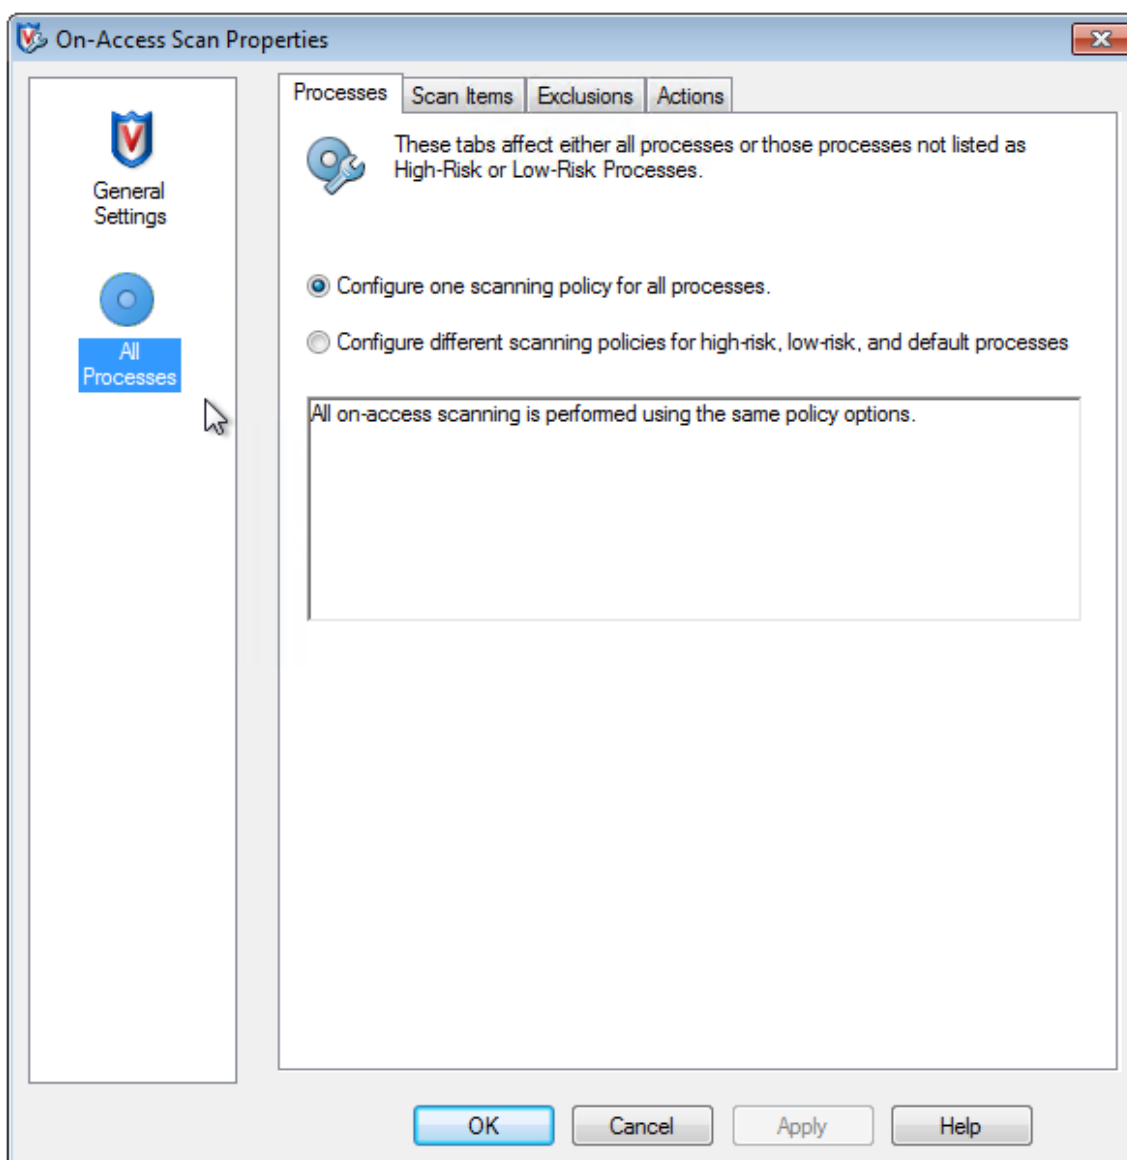 On-Access Scan Properties
General
Settings
All
Processes
Processes
Scan Items
Exclusions
Actions
These tabs affect either all processes or those processes not listed as
High-Risk or Low-Risk Processes.
Configure one scanning policy for all processes.
Configure different scanning policies for high-risk, low-risk, and default processes
All on-access scanning is performed using the same policy options.
OK
Cancel
Apply
Help